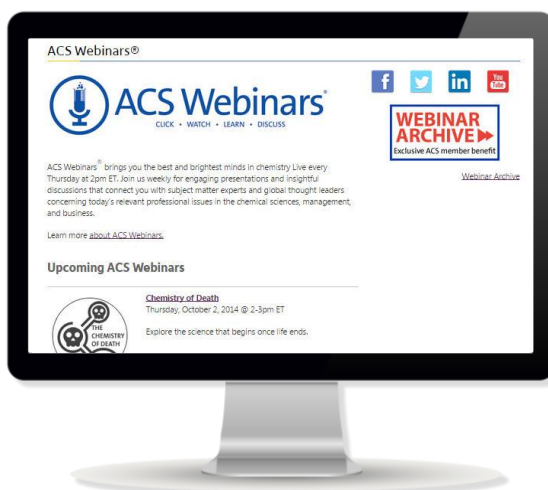 ACS Webinars®
ACS Webinars®
CLICK • WATCH • LEARN • DISCUSS
f
in
You
Tube
WEBINAR
ARCHIVE
Exclusive ACS member benefit
Webinar Archive
ACS Webinars® brings you the best and brightest minds in chemistry Live every
Thursday at 2pm ET. Join us weekly for engaging presentations and insightful
discussions that connect you with subject matter experts and global thought leaders
concerning today's relevant professional issues in the chemical sciences, management,
and business.
Learn more about ACS Webinars.
Upcoming ACS Webinars
Chemistry of Death
Thursday, October 2, 2014 @ 2-3pm ET
Explore the science that begins once life ends.
THE
CHEMISTRY
OF DEATH